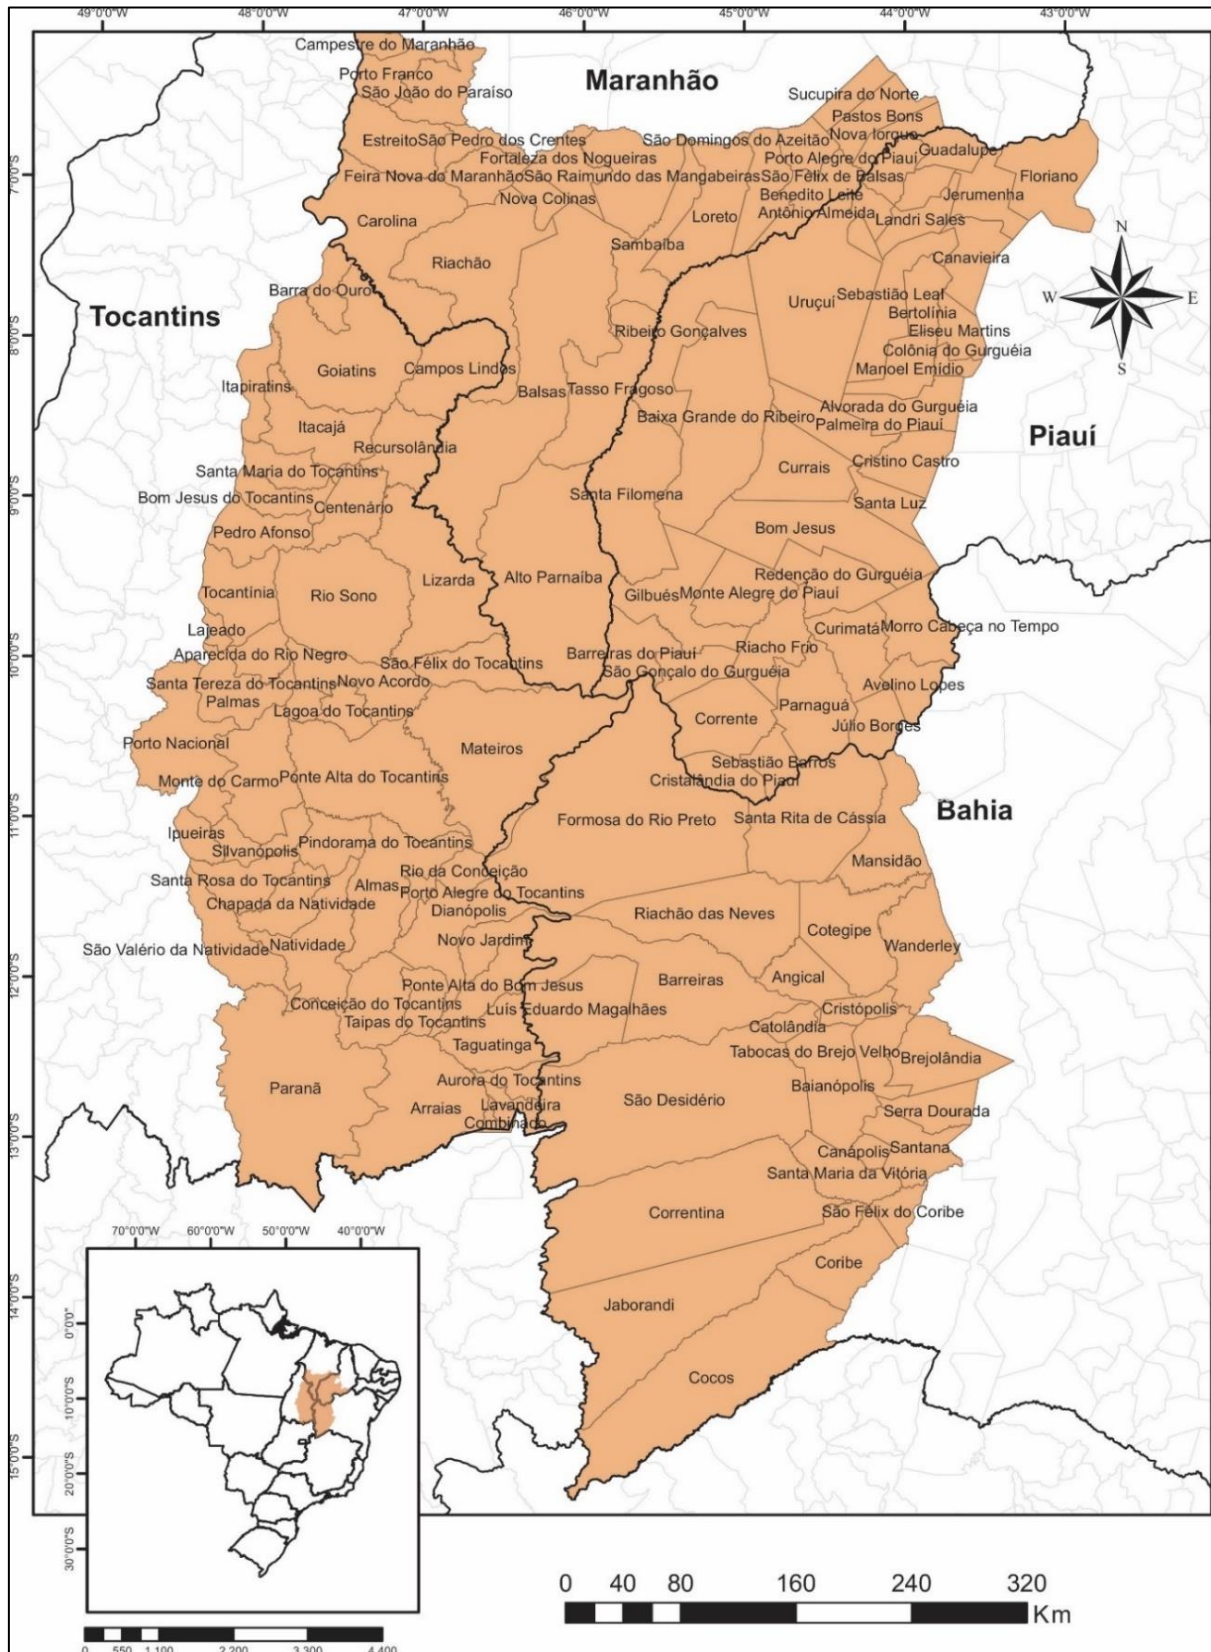 49°0'0"W 48°0'0"W 47°0'0"W 46°0'0"W 45°0'0"W 44°0'0"W 43°0'0"W
Campestre do Maranhão
Maranhão
Porto Franco
São João do Paraíso
Sucupira do Norte
Pastos Bons
Nova Iorque
Estreito
São Pedro dos Crentes
São Domingos do Azeitão
Guadalupe
Fortaleza dos Nogueiras
Porto Alegre do Piauí
7°0'0"S
Feira Nova do Maranhão
São Raimundo das Mangabeiras
São Félix de Balsas
Floriano
Nova Colinas
Benedito Leite
Jerumenha
Carolina
Loreto
Antônio Almeida
Landri Sales
N
Sambaíba
Canavieira
Riachão
Barra do Ouro
Uruçuí
Sebastião Leal
W
E
Tocantins
Bertolínia
8°0'0"S
Ribeiro Gonçalves
Eliseu Martins
Colônia do Gurguéia
Goiatins
Campos Lindos
Manoel Emídio
S
Itapiratins
Balsas
Tasso Fragoso
Alvorada do Gurguéia
Baixa Grande do Ribeiro
Palmeira do Piauí
Itacajá
Piauí
Recursolândia
Cristino Castro
Santa Maria do Tocantins
Currais
9°0'0"S
Bom Jesus do Tocantins
Santa Filomena
Santa Luz
Centenário
Pedro Afonso
Bom Jesus
Redenção do Gurguéia
Lizarda
Alto Parnaíba
Tocantínia
Rio Sono
Gilbués
Monte Alegre do Piauí
Lajeado
Curimatá
Morro Cabeça no Tempo
10°0'0"S
Aparecida do Rio Negro
São Félix do Tocantins
Barreiras do Piauí
Riacho Frio
São Gonçalo do Gurguéia
Santa Tereza do Tocantins
Novo Acordo
Avelino Lopes
Palmas
Lagoa do Tocantins
Parnaguá
Corrente
Júlio Borges
Porto Nacional
Mateiros
Sebastião Barros
Monte do Carmo
Ponte Alta do Tocantins
Cristalândia do Piauí
Bahia
11°0'0"S
Formosa do Rio Preto
Santa Rita de Cássia
Ipueiras
Silvanópolis
Pindorama do Tocantins
Mansidão
Rio da Conceição
Santa Rosa do Tocantins
Almas
Porto Alegre do Tocantins
Chapada da Natividade
Dianópolis
Riachão das Neves
Cotegipe
São Valério da Natividade
Natividade
Novo Jardim
Wanderley
12°0'0"S
Ponte Alta do Bom Jesus
Barreiras
Angical
Conceição do Tocantins
Luís Eduardo Magalhães
Cristópolis
Taipas do Tocantins
Catolândia
Taguatinga
Tabocas do Brejo Velho
Brejolândia
Aurora do Tocantins
Baianópolis
Paranã
São Desidério
Arraias
Lavandeira
Serra Dourada
13°0'0"S
Combinado
Canápolis
Santana
Santa Maria da Vitória
Correntina
São Félix do Coribe
70°0'0"W 60°0'0"W 50°0'0"W 40°0'0"W
Coribe
14°0'0"S
Jaborandi
0°0'0"
Cocos
10°0'0"S
15°0'0"S
20°0'0"S
30°0'0"S
0 40 80 160 240 320
Km
0 550 1.100 2.200 3.300 4.400